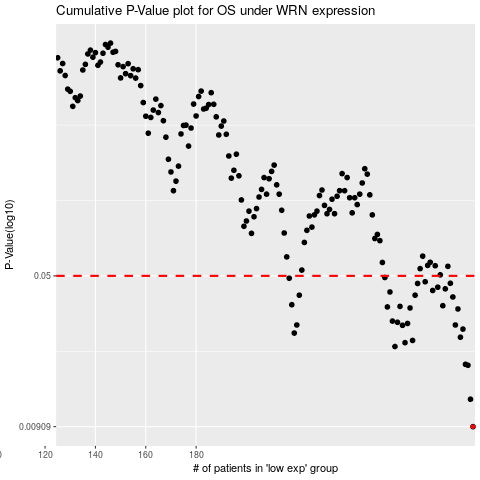 Cumulative P-Value plot for OS under WRN expression
P-Value(log10)
0.05
0.00909
0
120
140
160
180
# of patients in 'low exp' group